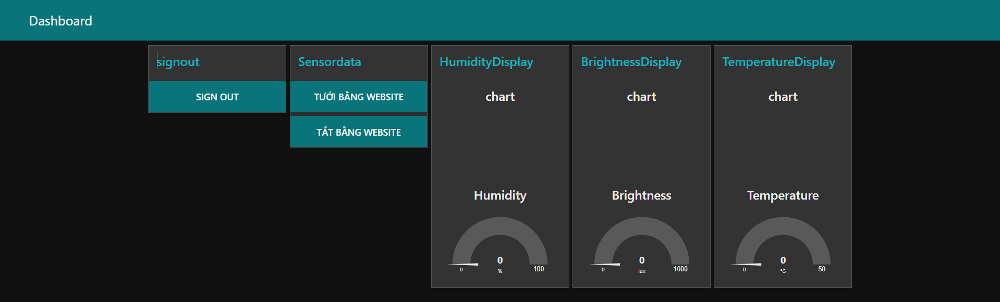 Dashboard
signout
SIGN OUT
Sensordata
TƯỚI BẰNG WEBSITE
TẮT BẰNG WEBSITE
HumidityDisplay
chart
Humidity
0
%
0
100
BrightnessDisplay
chart
Brightness
0
lux
0
1000
TemperatureDisplay
chart
Temperature
0
°C
0
50